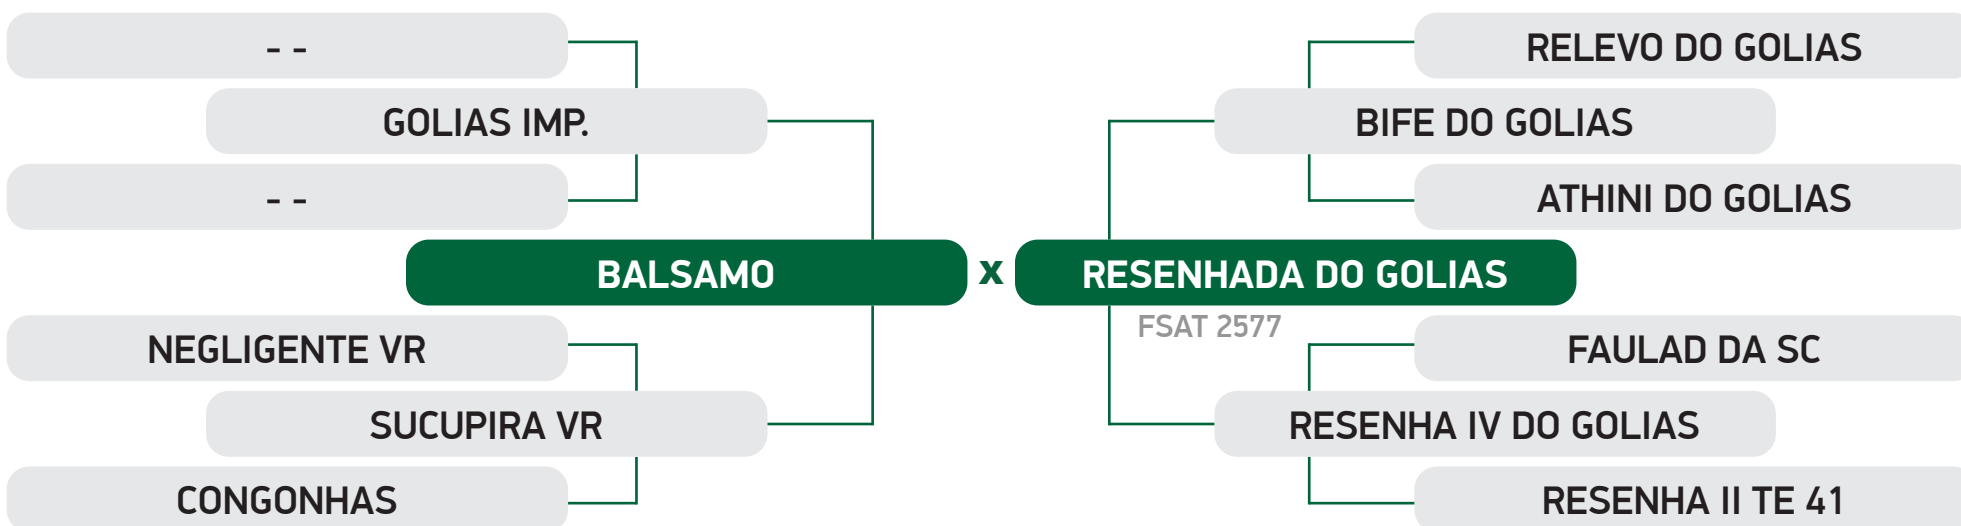 - -
RELEVO DO GOLIAS
GOLIAS IMP.
BIFE DO GOLIAS
- -
ATHINI DO GOLIAS
BALSAMO x RESENHADA DO GOLIAS
FSAT 2577
NEGLIGENTE VR
FAULAD DA SC
SUCUPIRA VR
RESENHA IV DO GOLIAS
CONGONHAS
RESENHA II TE 41